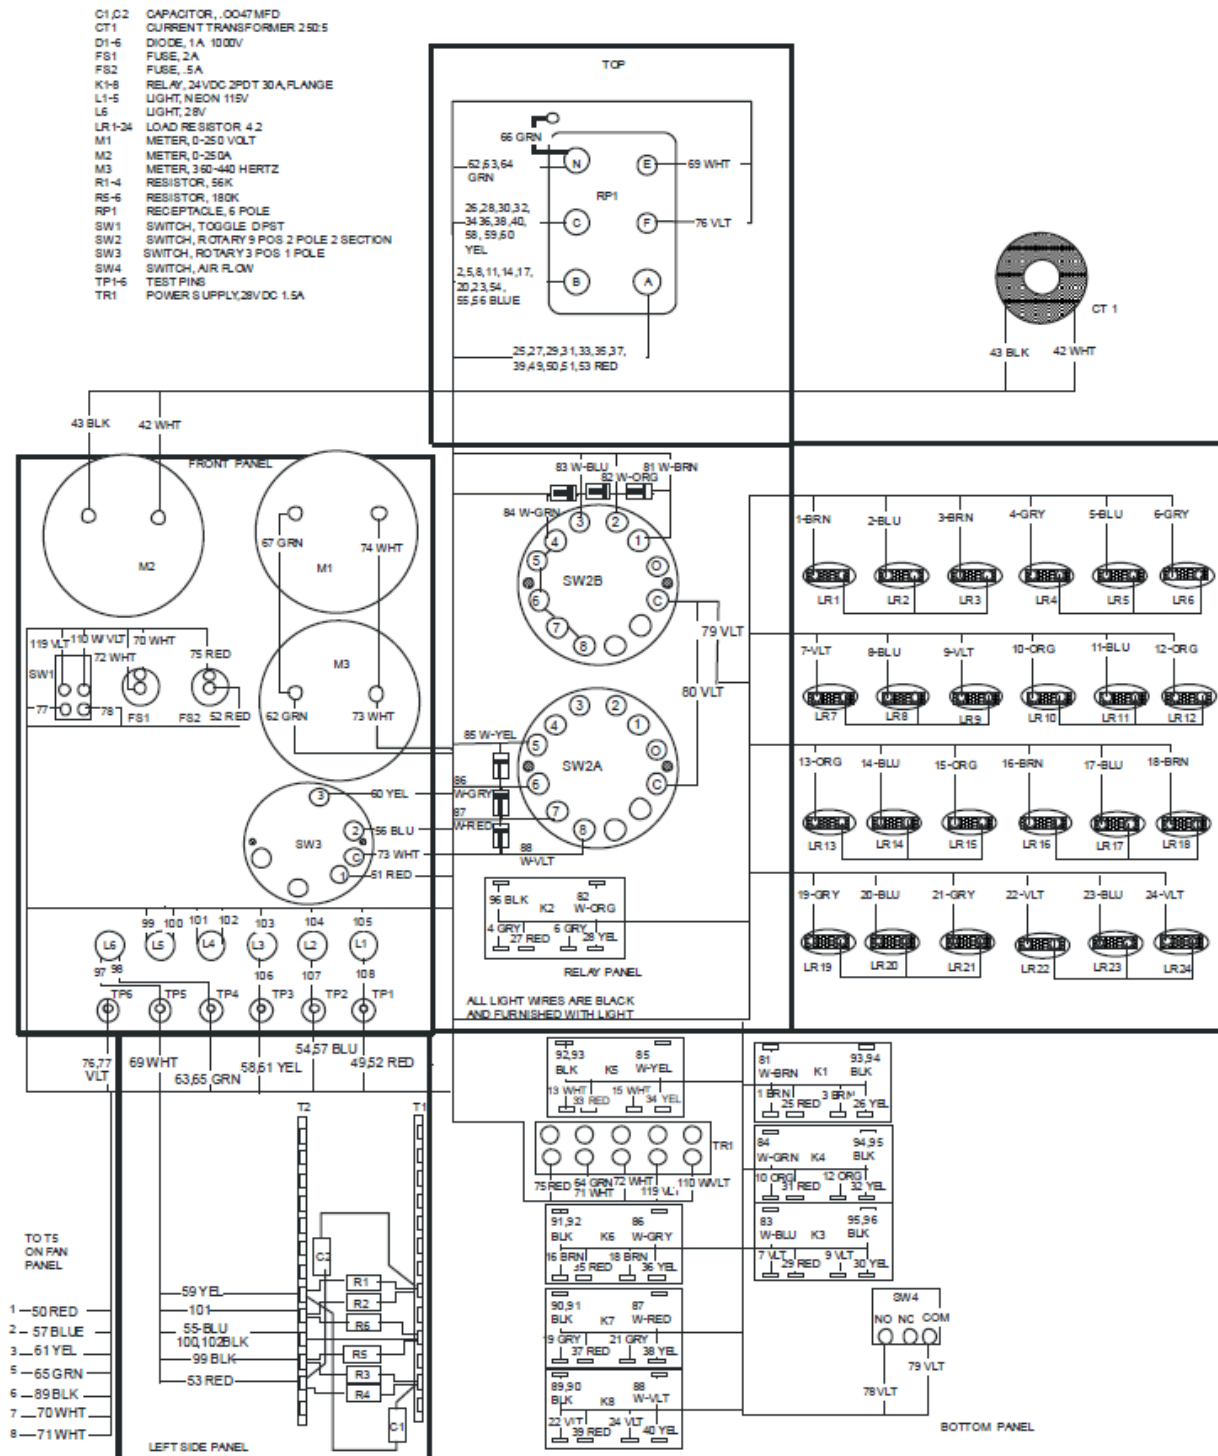 C1,C2 CAPACITOR, .OO47MFD
CT1 CURRENT TRANSFORMER 250:5
D1-6 DIODE, 1A 1000V
FS1 FUSE, 2A
FS2 FUSE, .5A
K1-8 RELAY, 24VDC 2PDT 30A,FLANGE
L1-5 LIGHT, NEON 115V
L6 LIGHT, 28V
LR1-24 LOAD RESISTOR 4.2
M1 METER, 0-250 VOLT
M2 METER, 0-250A
M3 METER, 360-440 HERTZ
R1-4 RESISTOR, 56K
R5-6 RESISTOR, 180K
RP1 RECEPTACLE, 6 POLE
SW1 SWITCH, TOGGLE DPST
SW2 SWITCH, ROTARY 9 POS 2 POLE 2 SECTION
SW3 SWITCH, ROTARY 3 POS 1 POLE
SW4 SWITCH, AIR FLOW
TP1-6 TEST PINS
TR1 POWER SUPPLY,28VDC 1.5A
TOP
66 GRN
62,63,64
GRN
N
E
69 WHT
RP1
26,28,30,32,
34 36,38,40,
58, 59,60
YEL
C
F
76 VLT
2,5,8,11,14,17,
20,23,54,
55,56 BLUE
B
A
25,27,29,31,33,35,37,
39,49,50,51,53 RED
CT 1
43 BLK
42 WHT
43 BLK
42 WHT
FRONT PANEL
M2
67 GRN
74 WHT
M1
119 VLT
110 W/VLT
70 WHT
72 WHT
75 RED
SW1
77
78
FS1
FS2
52 RED
M3
62 GRN
73 WHT
3
60 YEL
2
56 BLU
SW3
C
73 WHT
1
51 RED
99
100
101
102
103
104
105
L6
L5
L4
L3
L2
L1
97
98
106
107
108
TP6
TP5
TP4
TP3
TP2
TP1
83 W-BLU
81 W-BRN
82 W-ORG
84 W-GRN
3
2
4
1
5
O
SW2B
6
C
7
8
79 VLT
80 VLT
3
2
4
1
85 W-YEL
5
O
SW2A
86
W-GRY
6
C
87
W-RED
7
8
88
W-VLT
96 BLK
K2
82
W-ORG
4 GRY
27 RED
6 GRY
28 YEL
RELAY PANEL
ALL LIGHT WIRES ARE BLACK
AND FURNISHED WITH LIGHT
1-BRN
2-BLU
3-BRN
4-GRY
5-BLU
6-GRY
LR1
LR2
LR3
LR4
LR5
LR6
7-VLT
8-BLU
9-VLT
10-ORG
11-BLU
12-ORG
LR7
LR8
LR9
LR10
LR11
LR12
13-ORG
14-BLU
15-ORG
16-BRN
17-BLU
18-BRN
LR13
LR14
LR15
LR16
LR17
LR18
19-GRY
20-BLU
21-GRY
22-VLT
23-BLU
24-VLT
LR19
LR20
LR21
LR22
LR23
LR24
76,77
VLT
69 WHT
63,65 GRN
58,61 YEL
54,57 BLU
49,52 RED
92,93
BLK
K5
85
W-YEL
13 WHT
33 RED
15 WHT
34 YEL
81
W-BRN
K1
93,94
BLK
1 BRN
25 RED
3 BRN
26 YEL
TR1
75 RED
64 GRN
71 WHT
72 WHT
119 VLT
110 W/VLT
84
W-GRN
K4
94,95
BLK
10 ORG
31 RED
12 ORG
32 YEL
91,92
BLK
K6
86
W-GRY
16 BRN
35 RED
18 BRN
36 YEL
83
W-BLU
K3
95,96
BLK
7 VLT
29 RED
9 VLT
30 YEL
90,91
BLK
K7
87
W-RED
19 GRY
37 RED
21 GRY
38 YEL
89,90
BLK
K8
88
W-VLT
22 VLT
39 RED
24 VLT
40 YEL
SW4
NO NC COM
78 VLT
79 VLT
BOTTOM PANEL
T2
T1
C2
R1
R2
R6
R5
R3
R4
C1
59 YEL
101
55-BLU
100,102BLK
99 BLK
53 RED
LEFT SIDE PANEL
TO T5
ON FAN
PANEL
1 50 RED
2 57 BLUE
3 61 YEL
5 65 GRN
6 89 BLK
7 70 WHT
8 71 WHT